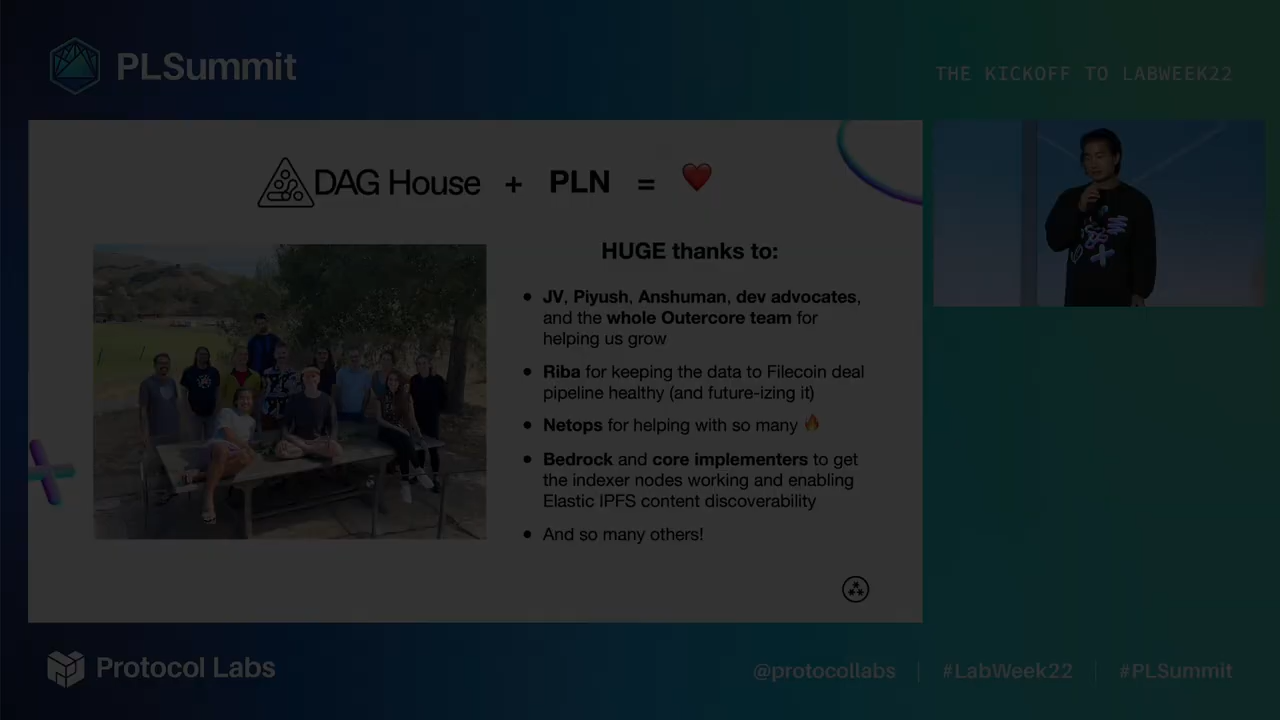 PLSummit
THE KICKOFF TO LABWEEK22
DAG House + PLN = ❤️
HUGE thanks to:
• JV, Piyush, Anshuman, dev advocates,
and the whole Outercore team for
helping us grow
• Riba for keeping the data to Filecoin deal
pipeline healthy (and future-izing it)
• Netops for helping with so many 🔥
• Bedrock and core implementers to get
the indexer nodes working and enabling
Elastic IPFS content discoverability
• And so many others!
Protocol Labs
@protocollabs | #LabWeek22 | #PLSummit